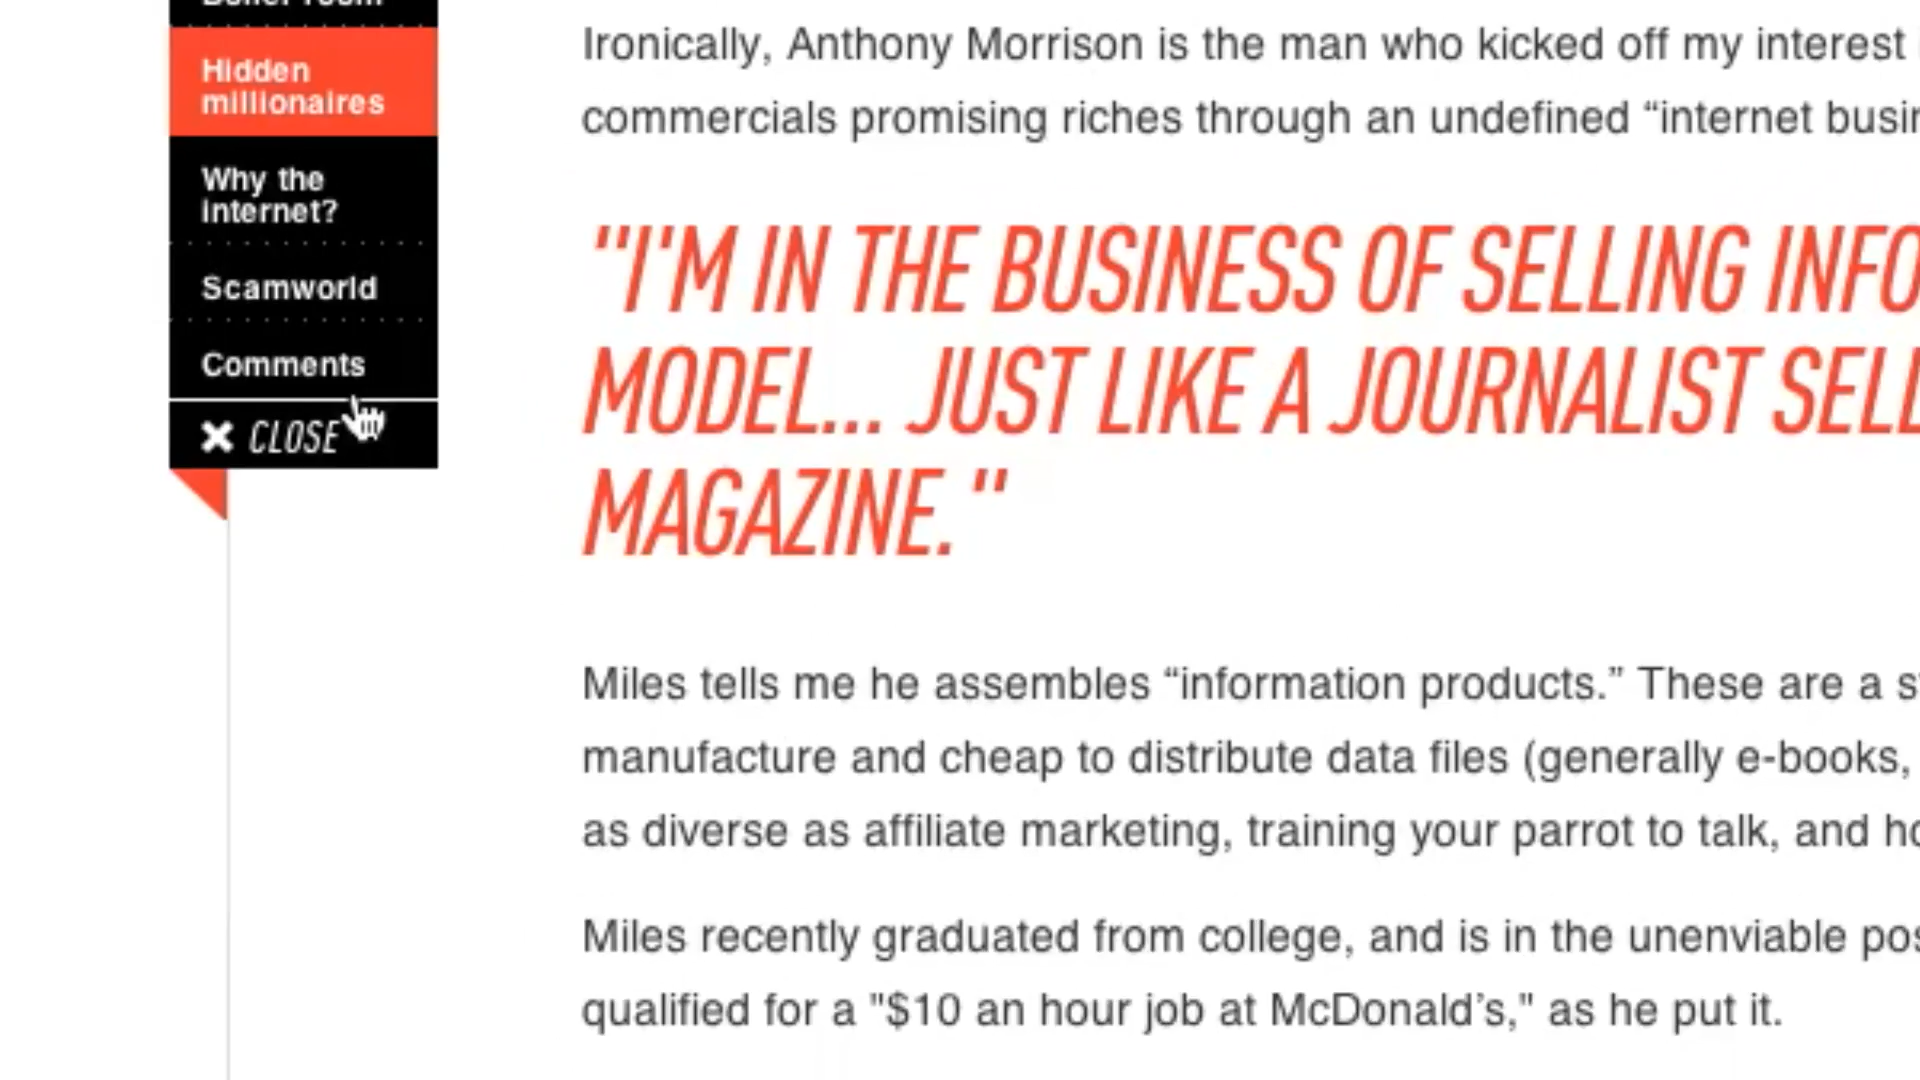 Hidden
millionaires
Why the
internet?
Scamworld
Comments
CLOSE
Ironically, Anthony Morrison is the man who kicked off my interest
commercials promising riches through an undefined “internet
"I'M IN THE BUSINESS OF SELLING
MODEL... JUST LIKE A JOURNALIST
MAGAZINE."
Miles tells me he assembles “information products.” These are a
manufacture and cheap to distribute data files (generally e-books,
as diverse as affiliate marketing, training your parrot to talk, and
Miles recently graduated from college, and is in the unenviable
qualified for a "$10 an hour job at McDonald’s," as he put it.